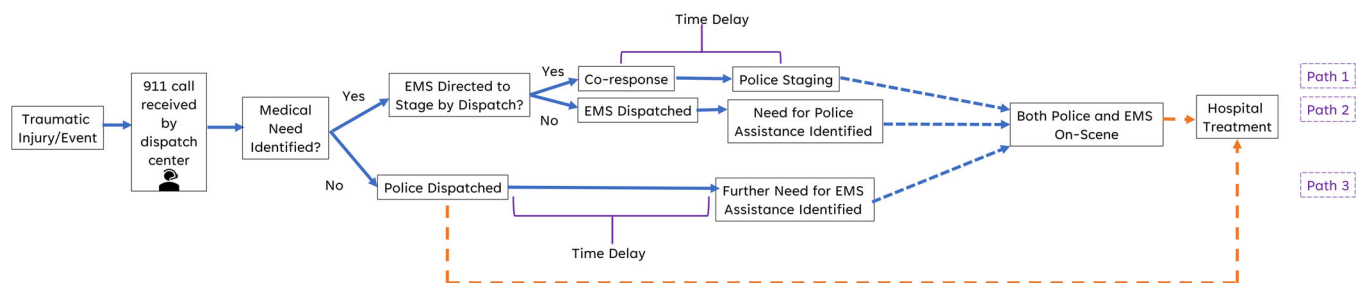 Time Delay
Traumatic
Injury/Event
911 call
received
by
dispatch
center
Medical
Need
Identified?
Yes
No
EMS Directed to
Stage by Dispatch?
Yes
No
Co-response
Police Staging
EMS Dispatched
Need for Police
Assistance Identified
Police Dispatched
Further Need for EMS
Assistance Identified
Time Delay
Both Police and EMS
On-Scene
Hospital
Treatment
Path 1
Path 2
Path 3